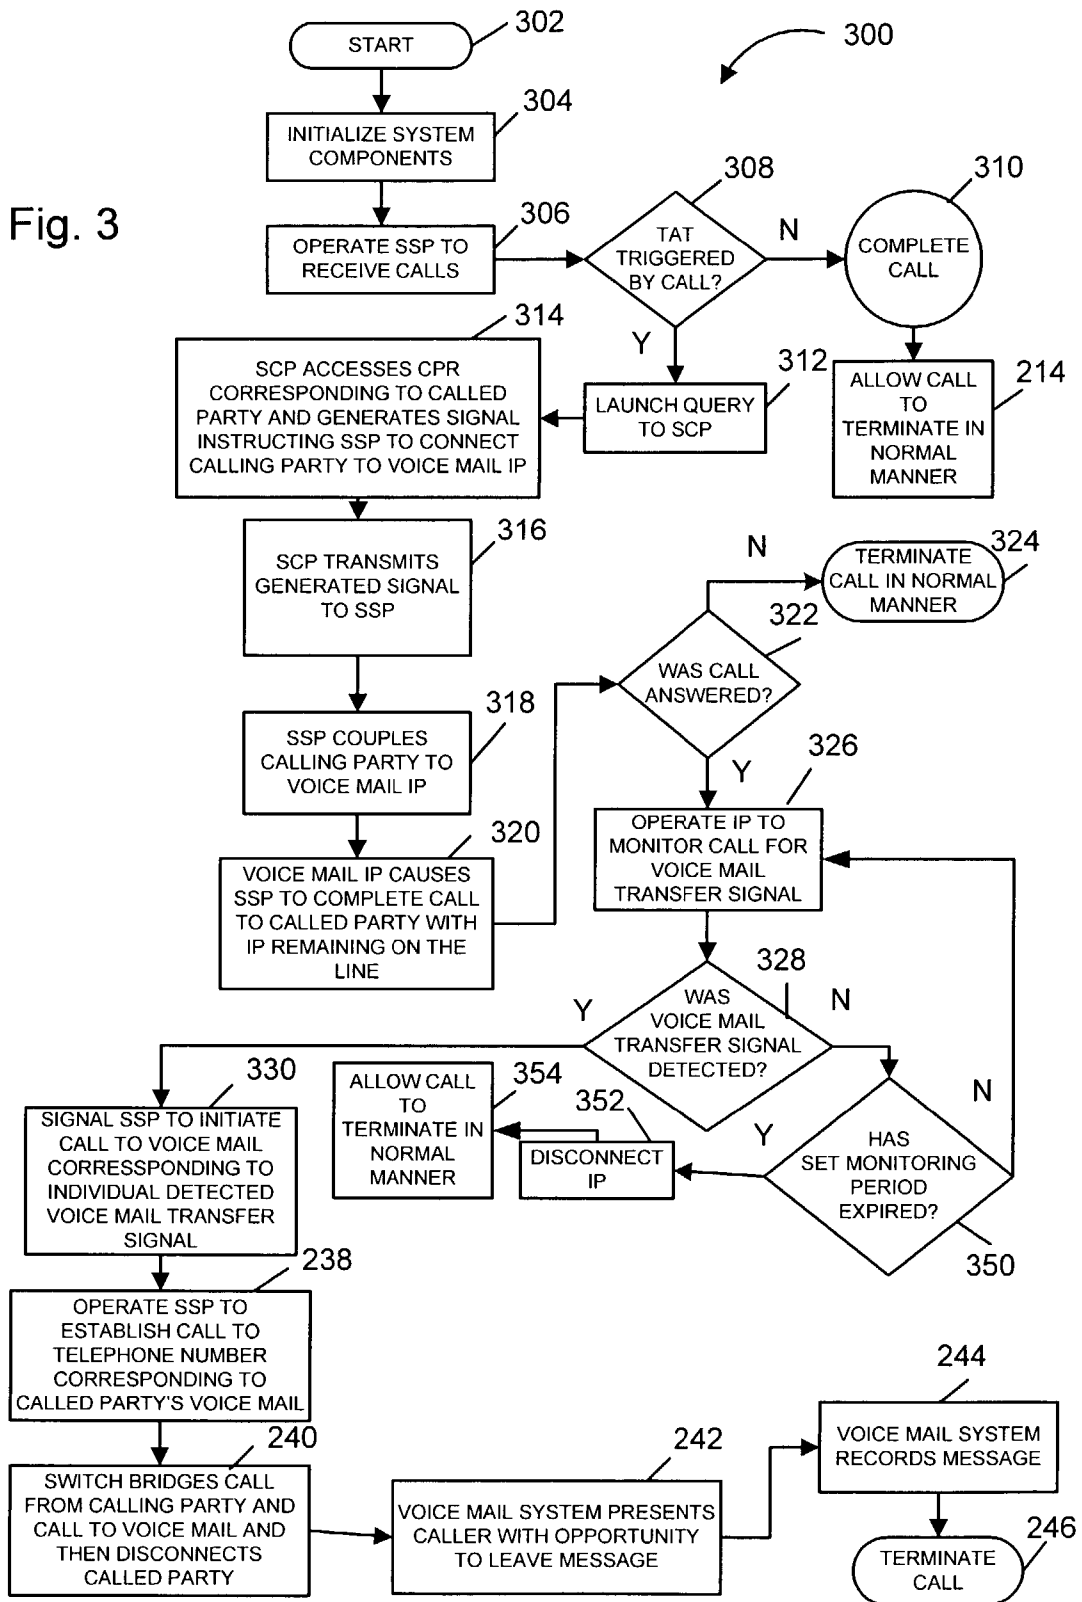 START
302
300
304
INITIALIZE SYSTEM
COMPONENTS
Fig. 3
306
OPERATE SSP TO
RECEIVE CALLS
308
TAT
TRIGGERED
BY CALL?
N
Y
310
COMPLETE
CALL
314
SCP ACCESSES CPR
CORRESPONDING TO CALLED
PARTY AND GENERATES SIGNAL
INSTRUCTING SSP TO CONNECT
CALLING PARTY TO VOICE MAIL IP
312
LAUNCH QUERY
TO SCP
214
ALLOW CALL
TO
TERMINATE IN
NORMAL
MANNER
316
SCP TRANSMITS
GENERATED SIGNAL
TO SSP
N
324
TERMINATE
CALL IN NORMAL
MANNER
322
WAS CALL
ANSWERED?
Y
318
SSP COUPLES
CALLING PARTY TO
VOICE MAIL IP
326
OPERATE IP TO
MONITOR CALL FOR
VOICE MAIL
TRANSFER SIGNAL
320
VOICE MAIL IP CAUSES
SSP TO COMPLETE CALL
TO CALLED PARTY WITH
IP REMAINING ON THE
LINE
328
WAS
VOICE MAIL
TRANSFER SIGNAL
DETECTED?
Y
N
330
SIGNAL SSP TO INITIATE
CALL TO VOICE MAIL
CORRESSPONDING TO
INDIVIDUAL DETECTED
VOICE MAIL TRANSFER
SIGNAL
354
ALLOW CALL
TO
TERMINATE IN
NORMAL
MANNER
352
DISCONNECT
IP
Y
N
HAS
SET MONITORING
PERIOD
EXPIRED?
350
238
OPERATE SSP TO
ESTABLISH CALL TO
TELEPHONE NUMBER
CORRESPONDING TO
CALLED PARTY'S VOICE MAIL
240
SWITCH BRIDGES CALL
FROM CALLING PARTY AND
CALL TO VOICE MAIL AND
THEN DISCONNECTS
CALLED PARTY
242
VOICE MAIL SYSTEM PRESENTS
CALLER WITH OPPORTUNITY
TO LEAVE MESSAGE
244
VOICE MAIL SYSTEM
RECORDS MESSAGE
246
TERMINATE
CALL